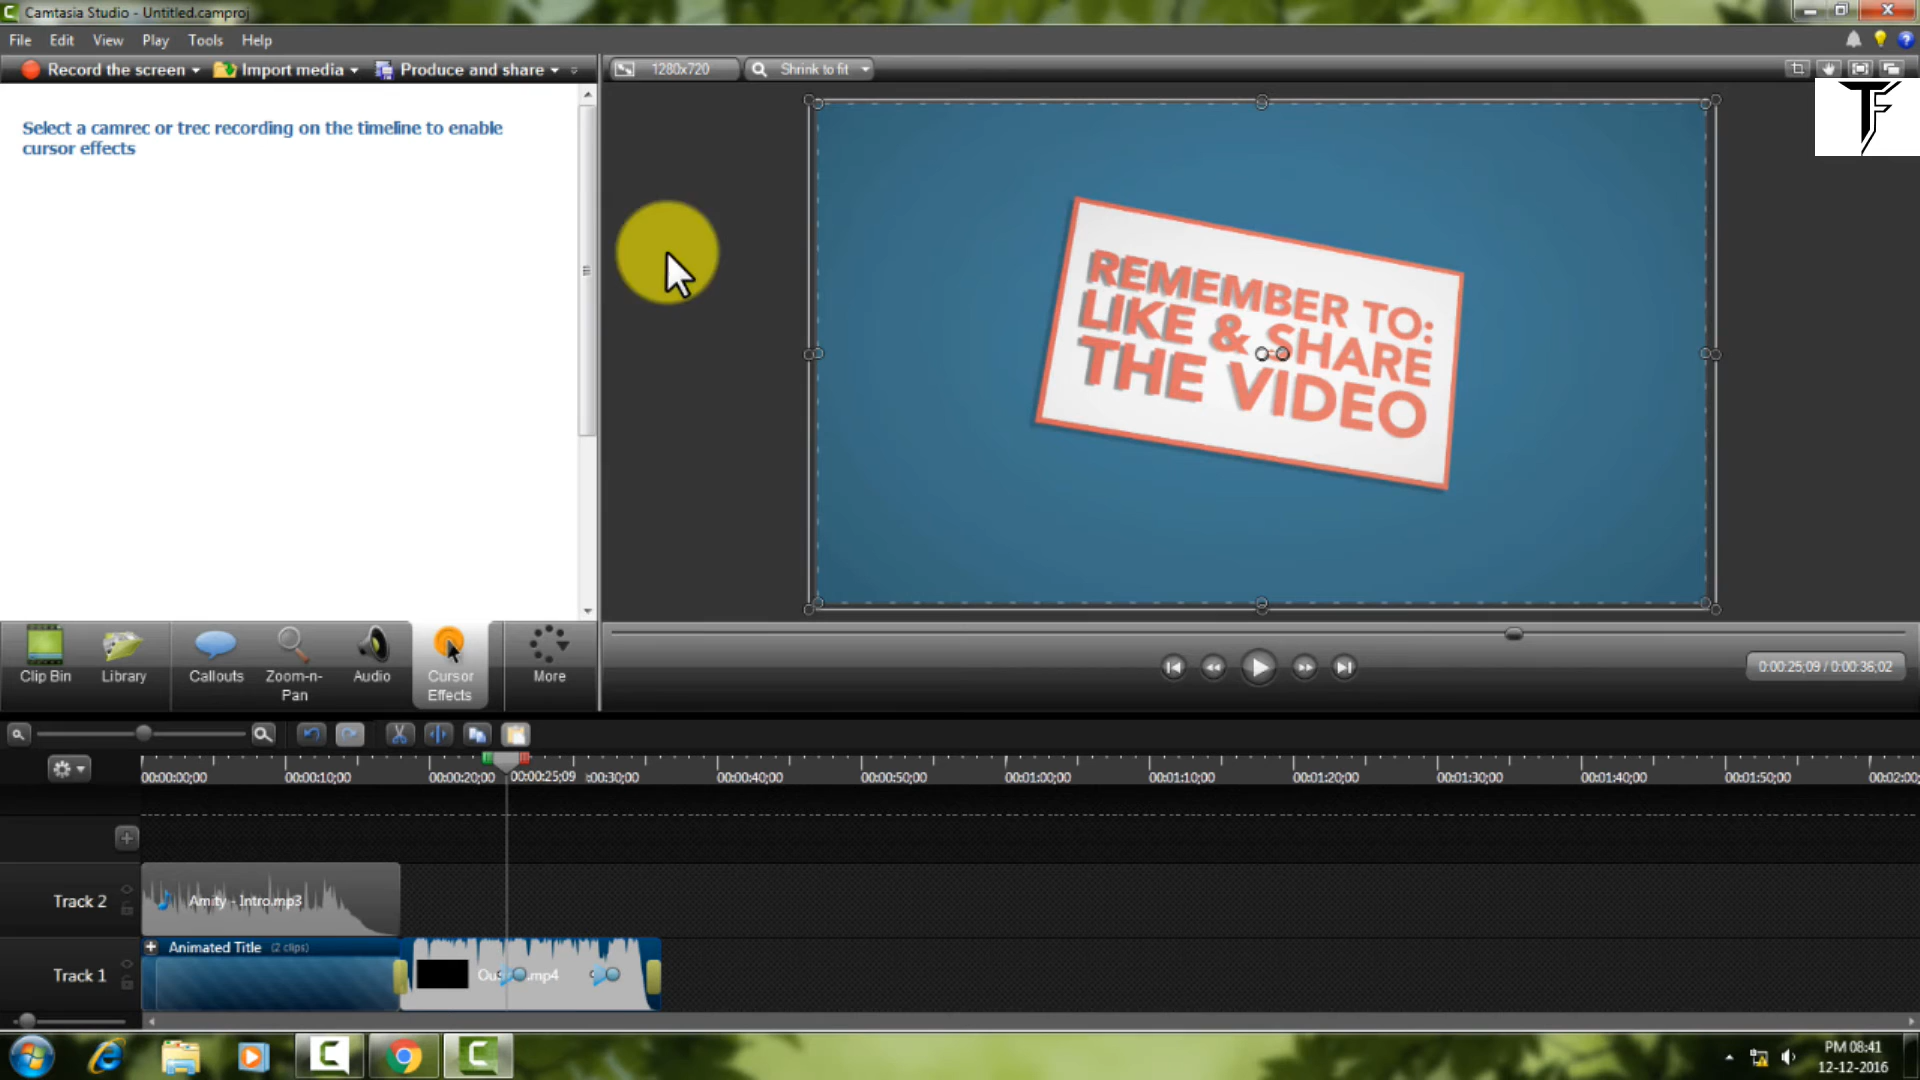 Camtasia Studio - Untitled.camproj
File Edit View Play Tools Help
Record the screen Import media Produce and share
1280x720 Shrink to fit
TF
Select a camrec or trec recording on the timeline to enable
cursor effects
REMEMBER TO:
LIKE & SHARE
THE VIDEO
Clip Bin Library Callouts Zoom-n-
Pan Audio Cursor
Effects More
0:00:25;09 / 0:00:36;02
00:00:00;00 00:00:10;00 00:00:20;00 00:00:25;09 :00:30;00 00:00:40;00 00:00:50;00 00:01:00;00 00:01:10;00 00:01:20;00 00:01:30;00 00:01:40;00 00:01:50;00 00:02:00;
Track 2 Amity - Intro.mp3
Animated Title (2 clips)
Track 1 .mp4
PM 08:41
12-12-2016